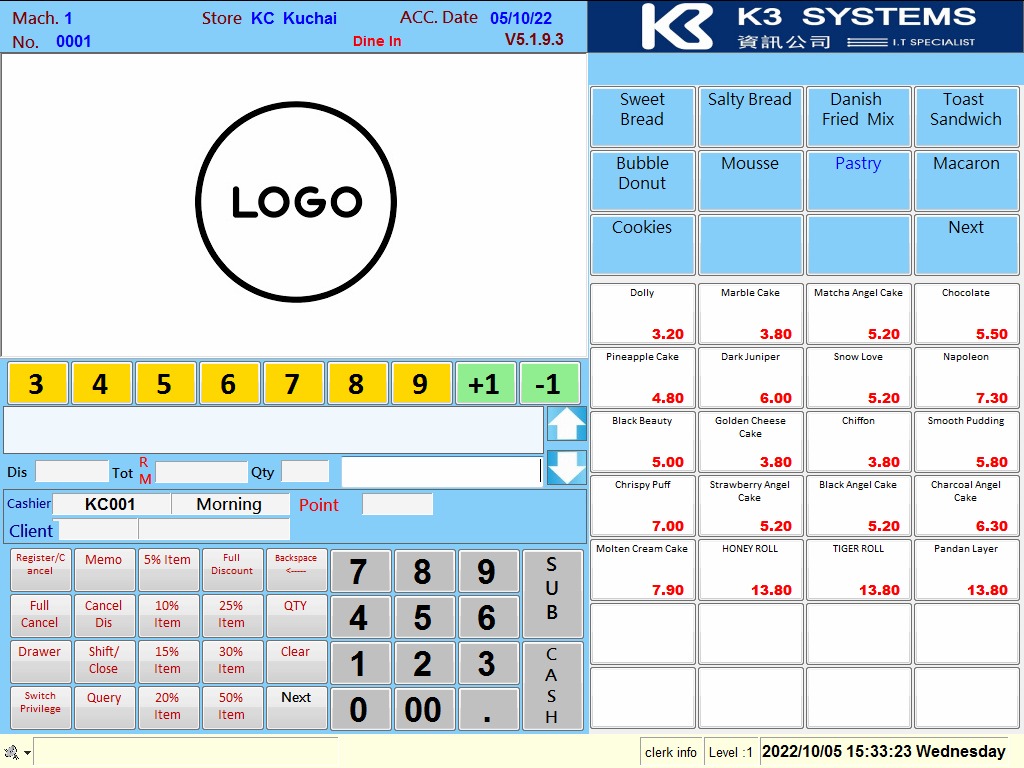 Mach. 1 Store KC Kuchai ACC. Date 05/10/22
No. 0001 Dine In V5.1.9.3
K3 SYSTEMS
資訊公司 I.T SPECIALIST
LOGO
Sweet Bread
Salty Bread
Danish Fried Mix
Toast Sandwich
Bubble Donut
Mousse
Pastry
Macaron
Cookies
Next
Dolly
3.20
Marble Cake
3.80
Matcha Angel Cake
5.20
Chocolate
5.50
Pineapple Cake
4.80
Dark Juniper
6.00
Snow Love
5.20
Napoleon
7.30
Black Beauty
5.00
Golden Cheese Cake
3.80
Chiffon
3.80
Smooth Pudding
5.80
Chrispy Puff
7.00
Strawberry Angel Cake
5.20
Black Angel Cake
5.20
Charcoal Angel Cake
6.30
Molten Cream Cake
7.90
HONEY ROLL
13.80
TIGER ROLL
13.80
Pandan Layer
13.80
3 4 5 6 7 8 9 +1 -1
Dis Tot RM Qty
Cashier KC001 Morning Point
Client
Register/Cancel
Memo
5% Item
Full Discount
Backspace <-----
Full Cancel
Cancel Dis
10% Item
25% Item
QTY
Drawer
Shift/Close
15% Item
30% Item
Clear
Switch Privilege
Query
20% Item
50% Item
Next
7 8 9
4 5 6
1 2 3
0 00 .
SUB
CASH
clerk info Level :1 2022/10/05 15:33:23 Wednesday